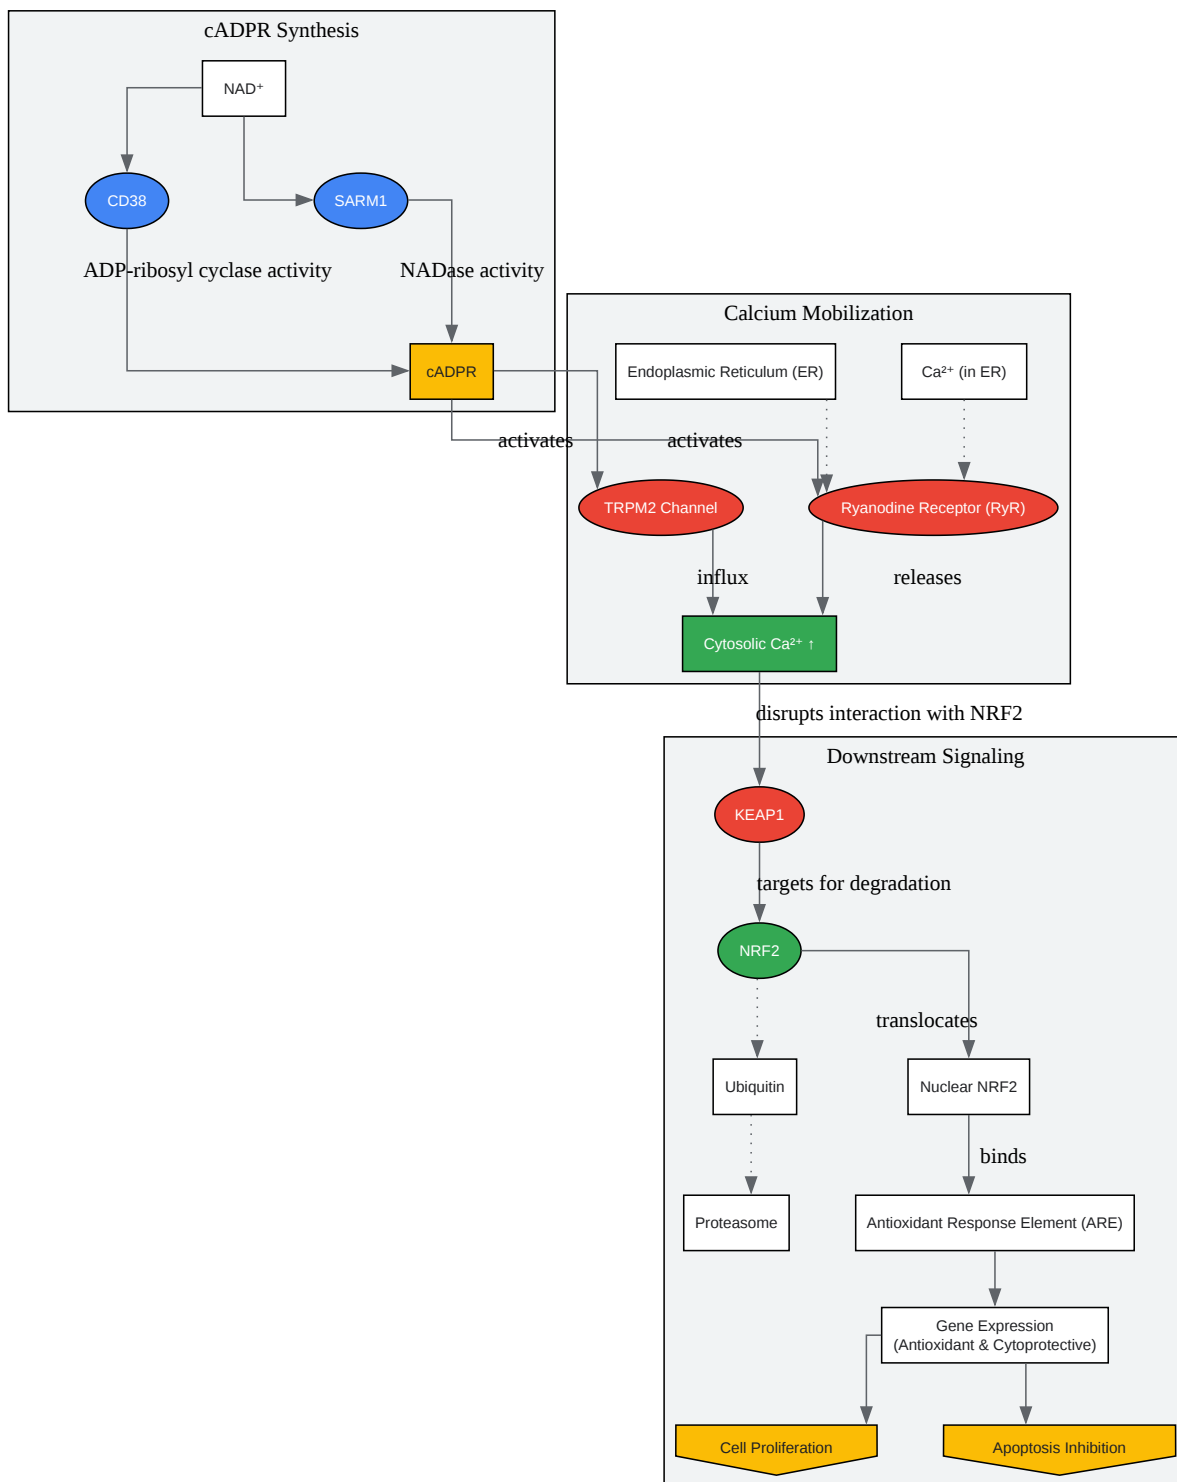 cADPR Synthesis
NAD⁺
CD38
SARM1
ADP-ribosyl cyclase activity
NADase activity
cADPR
Calcium Mobilization
Endoplasmic Reticulum (ER)
Ca²⁺ (in ER)
activates
activates
TRPM2 Channel
Ryanodine Receptor (RyR)
influx
releases
Cytosolic Ca²⁺ ↑
disrupts interaction with NRF2
Downstream Signaling
KEAP1
targets for degradation
NRF2
translocates
Ubiquitin
Nuclear NRF2
binds
Proteasome
Antioxidant Response Element (ARE)
Gene Expression
(Antioxidant & Cytoprotective)
Cell Proliferation
Apoptosis Inhibition